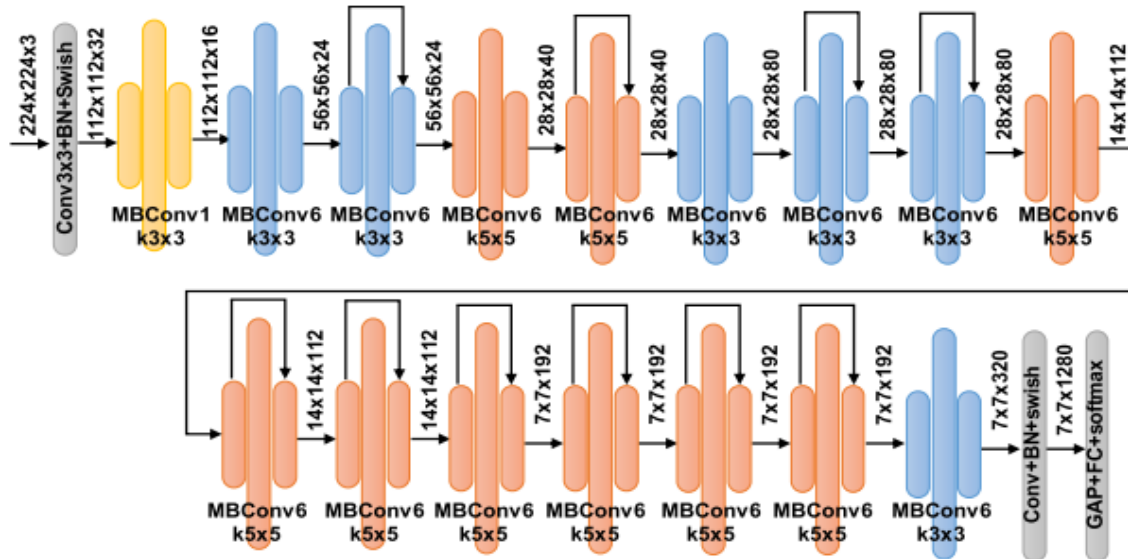 224x224x3
Conv3x3+BN+Swish
112x112x32
MBConv1
k3x3
112x112x16
MBConv6
k3x3
56x56x24
MBConv6
k3x3
56x56x24
MBConv6
k5x5
28x28x40
MBConv6
k5x5
28x28x40
MBConv6
k3x3
28x28x80
MBConv6
k3x3
28x28x80
MBConv6
k3x3
28x28x80
MBConv6
k5x5
14x14x112
MBConv6
k5x5
14x14x112
MBConv6
k5x5
14x14x112
MBConv6
k5x5
7x7x192
MBConv6
k5x5
7x7x192
MBConv6
k5x5
7x7x192
MBConv6
k5x5
7x7x192
MBConv6
k3x3
7x7x320
Conv+BN+swish
7x7x1280
GAP+FC+softmax